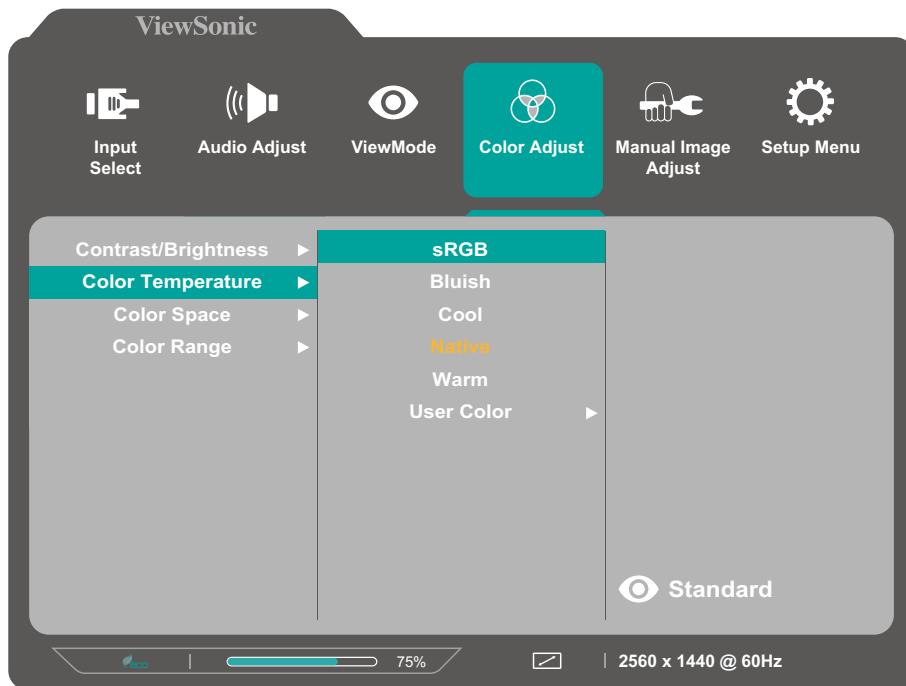 ViewSonic
Input
Select
Audio Adjust
ViewMode
Color Adjust
Manual Image
Adjust
Setup Menu
Contrast/Brightness
Color Temperature
Color Space
Color Range
sRGB
Bluish
Cool
Native
Warm
User Color
Standard
eco
75%
2560 x 1440 @ 60Hz